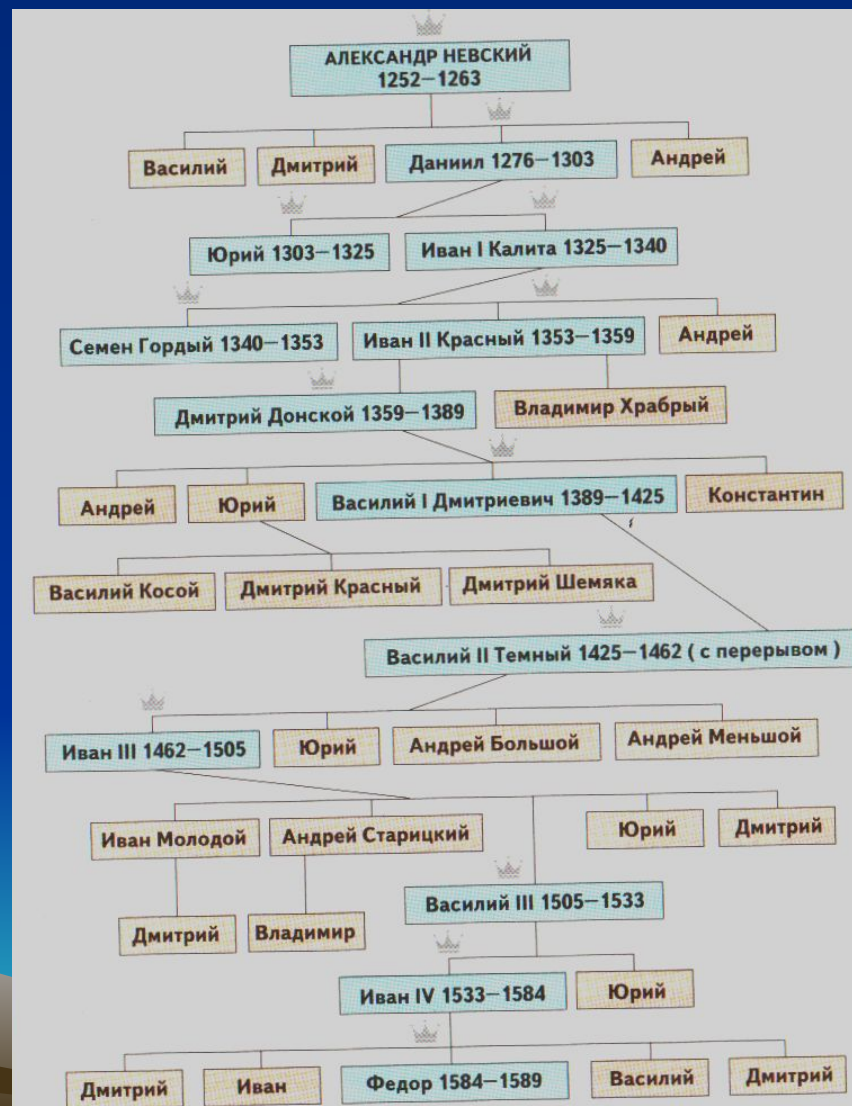 АЛЕКСАНДР НЕВСКИЙ
1252—1263
Василий
Дмитрий
Даниил 1276—1303
Андрей
Юрий 1303—1325
Иван I Калита 1325—1340
Семен Гордый 1340—1353
Иван II Красный 1353—1359
Андрей
Дмитрий Донской 1359—1389
Владимир Храбрый
Андрей
Юрий
Василий I Дмитриевич 1389—1425
Константин
Василий Косой
Дмитрий Красный
Дмитрий Шемяка
Василий II Темный 1425—1462 ( с перерывом )
Иван III 1462—1505
Юрий
Андрей Большой
Андрей Меньшой
Иван Молодой
Андрей Старицкий
Юрий
Дмитрий
Василий III 1505—1533
Дмитрий
Владимир
Иван IV 1533—1584
Юрий
Дмитрий
Иван
Федор 1584—1589
Василий
Дмитрий